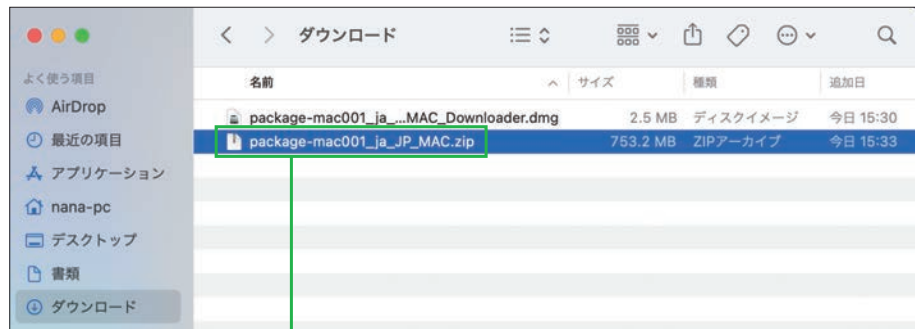 ダウンロード
よく使う項目
AirDrop
最近の項目
アプリケーション
nana-pc
デスクトップ
書類
ダウンロード
名前 サイズ 種類 追加日
package-mac001_ja_...MAC_Downloader.dmg 2.5 MB ディスクイメージ 今日 15:30
package-mac001_ja_JP_MAC.zip 753.2 MB ZIPアーカイブ 今日 15:33